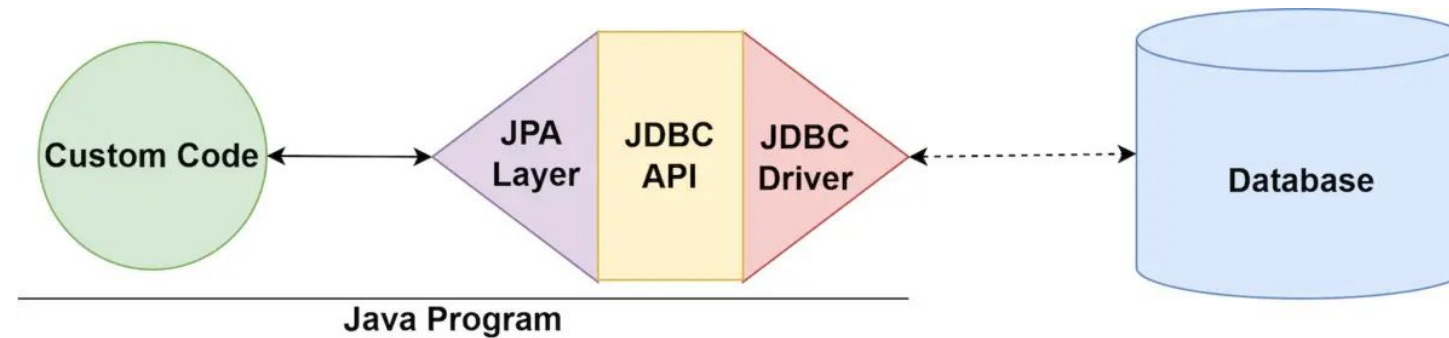 Custom Code
JPA
Layer
JDBC
API
JDBC
Driver
Database
Java Program